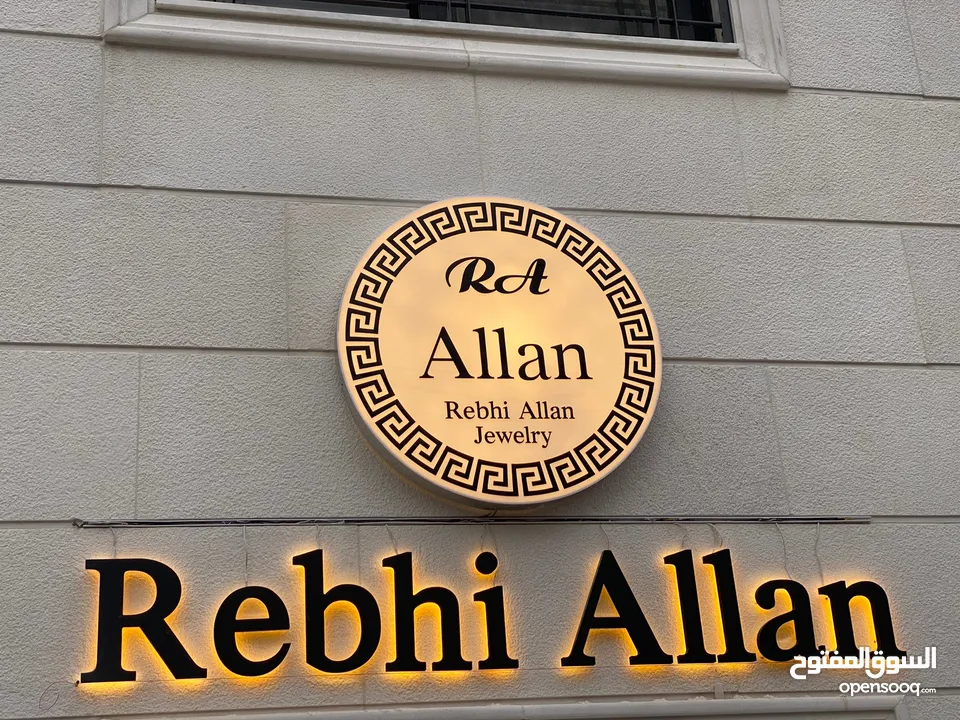 RA
Allan
Rebhi Allan
Jewelry
Rebhi Allan
السوق المفتوح
opensooq.com